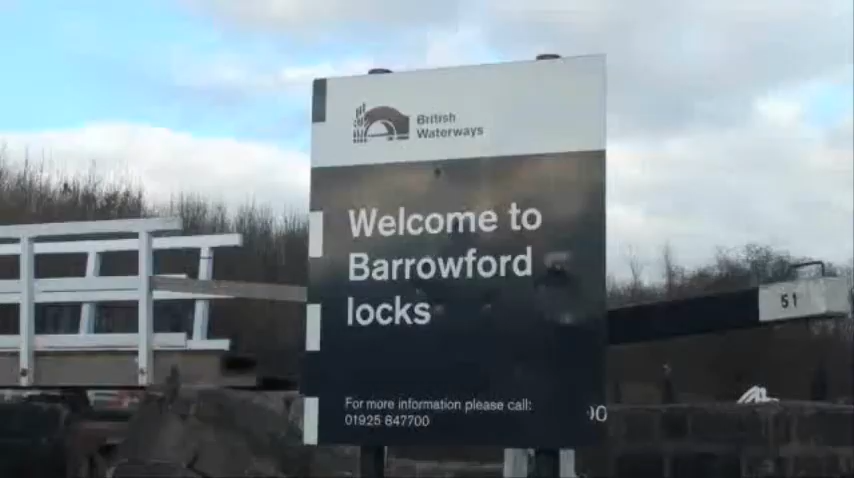 British
Waterways
Welcome to
Barrowford
locks
51
For more information please call:
01925 847700